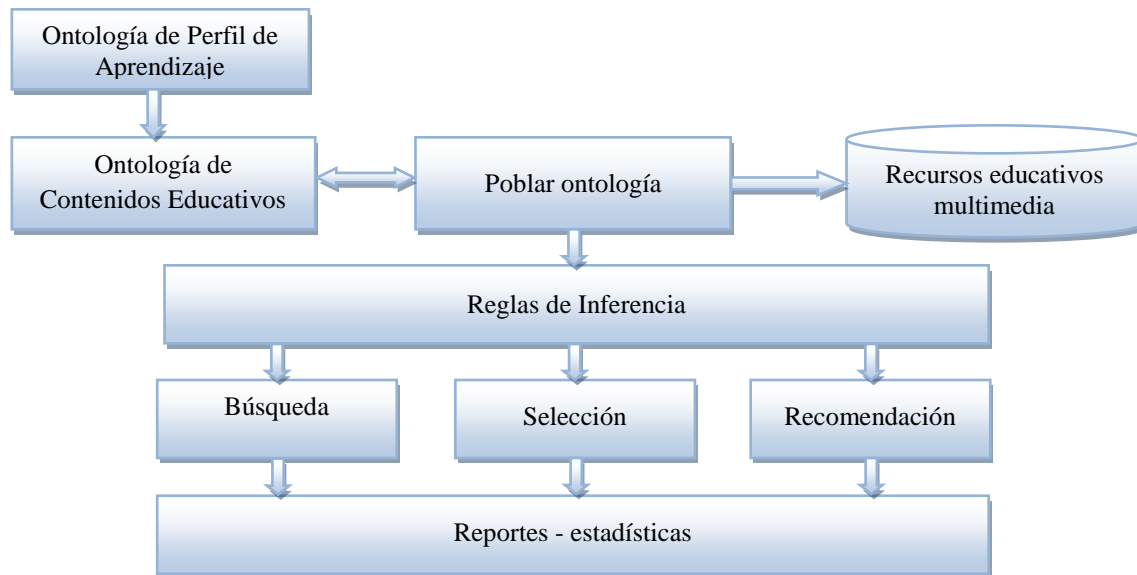 Ontología de Perfil de
Aprendizaje
Ontología de
Contenidos Educativos
Poblar ontología
Recursos educativos
multimedia
Reglas de Inferencia
Búsqueda
Selección
Recomendación
Reportes - estadísticas